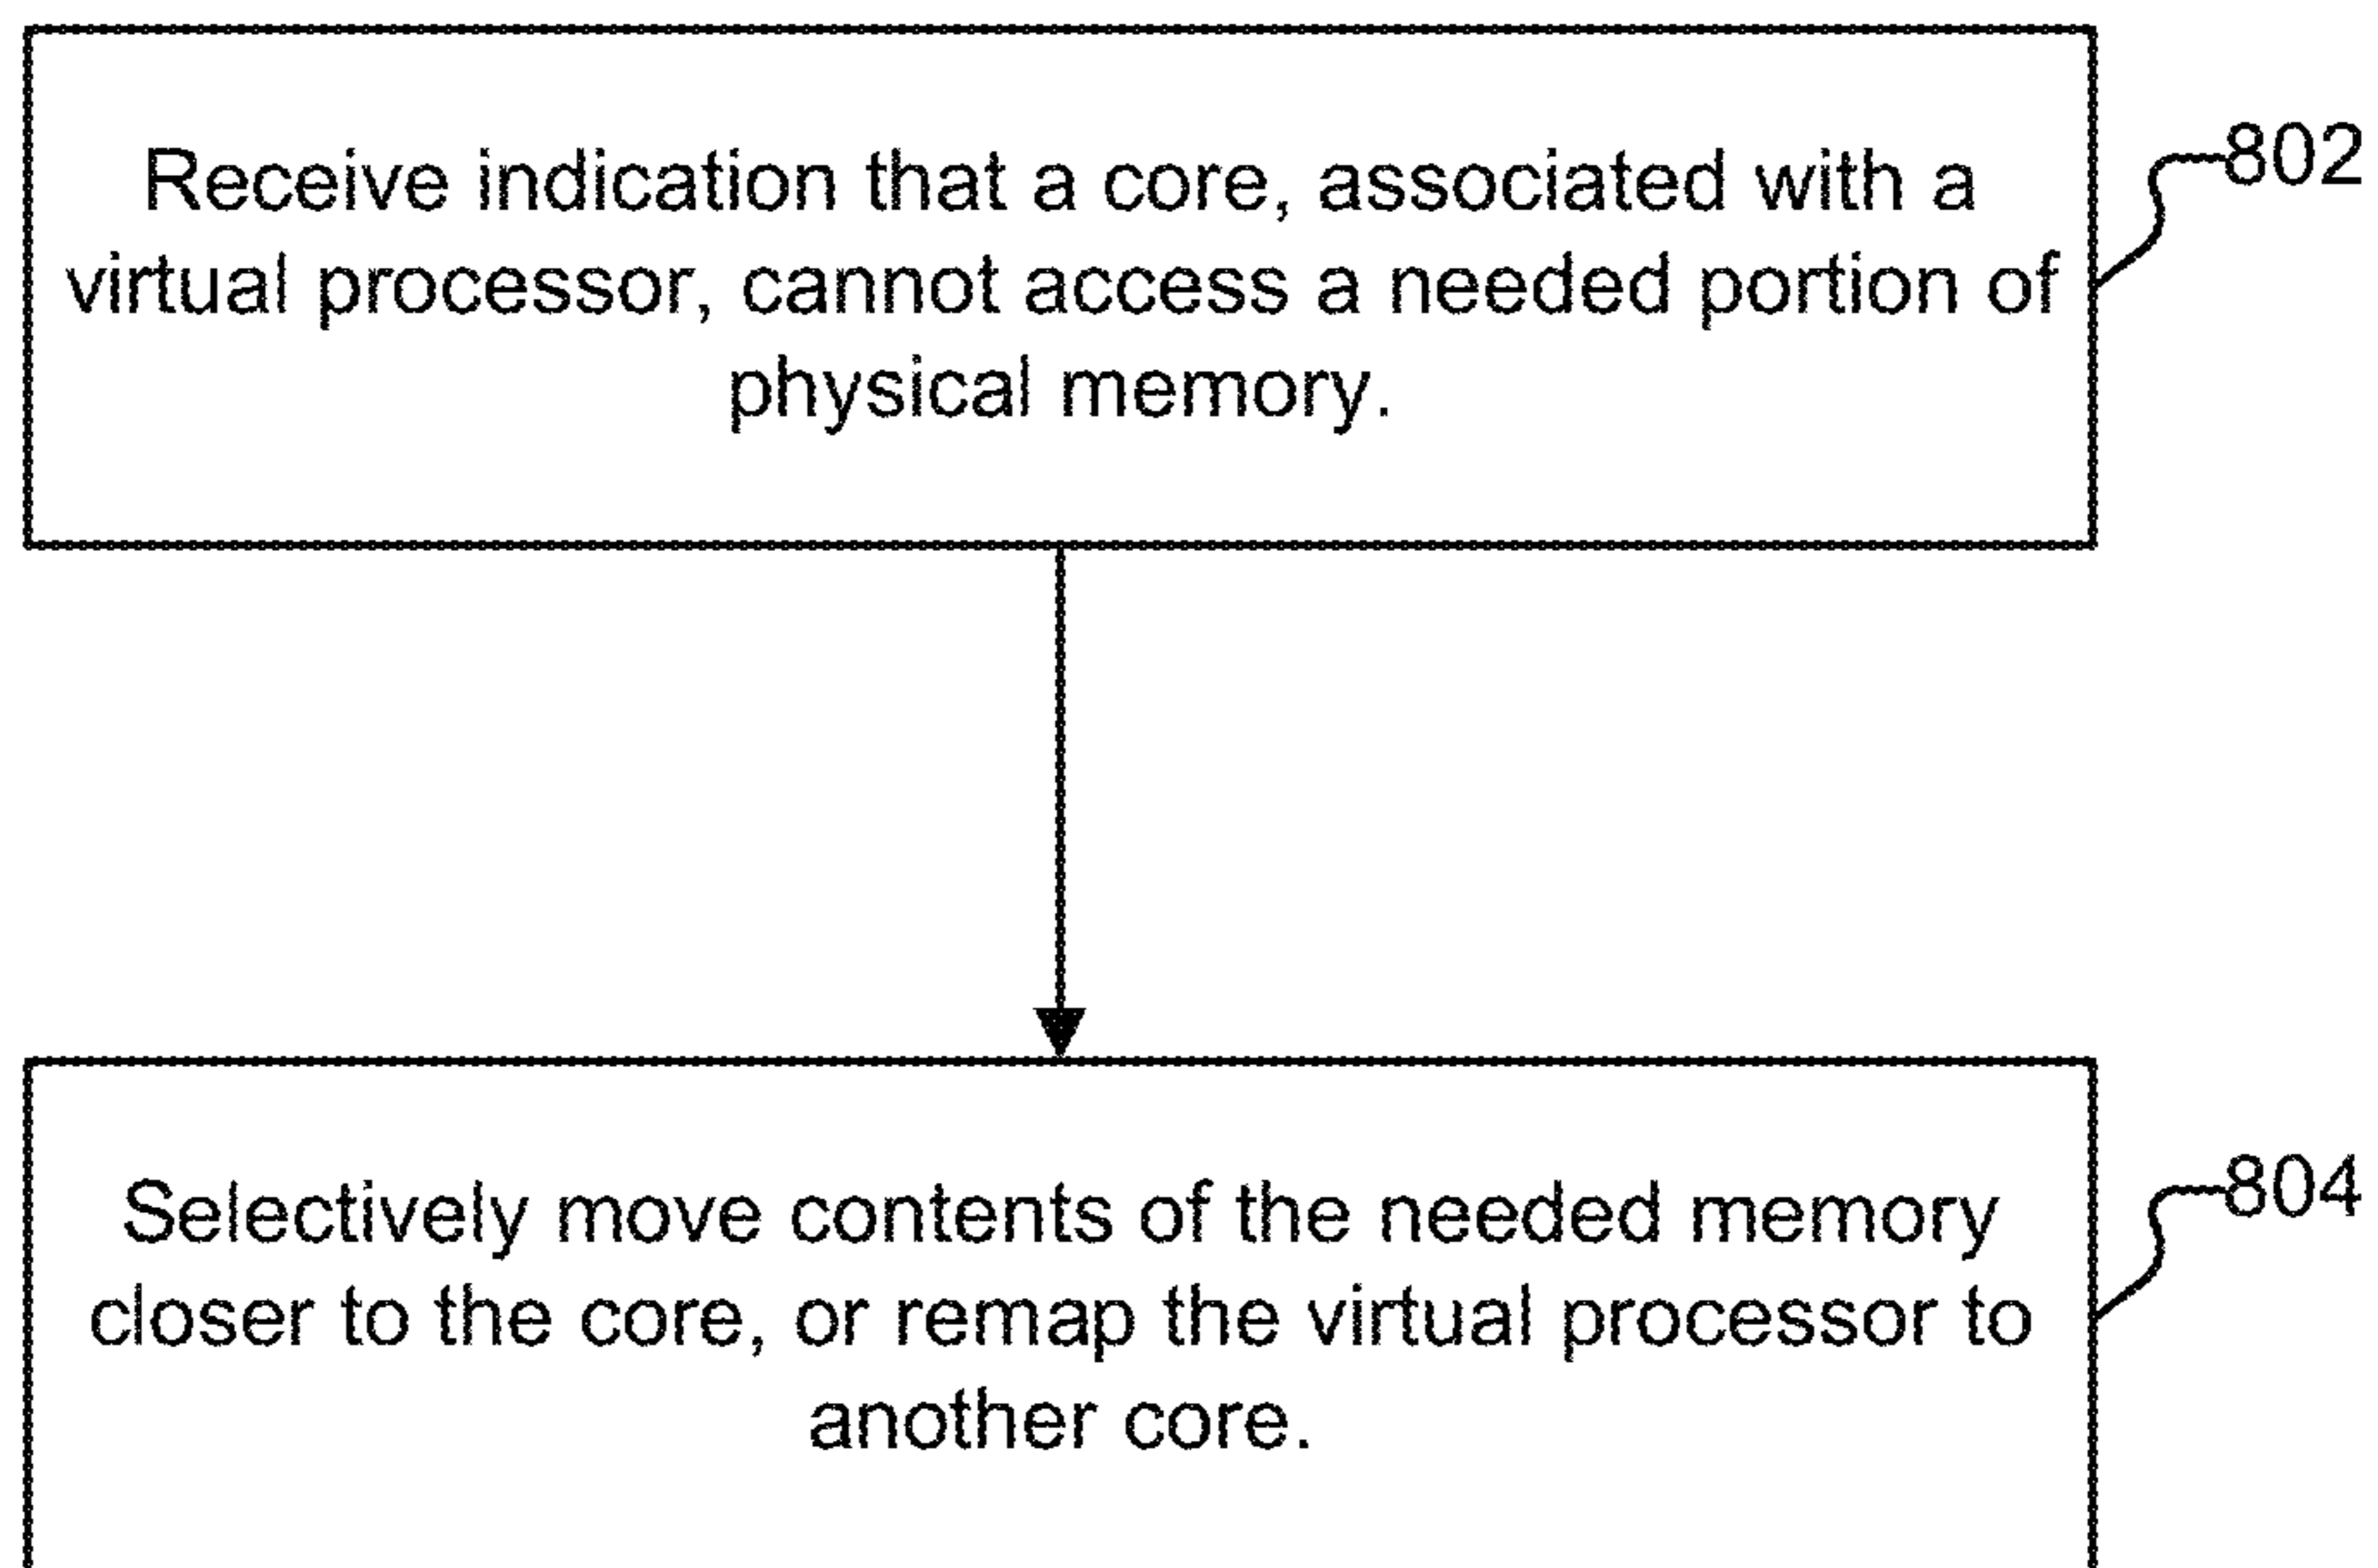 Receive indication that a core, associated with a
virtual processor, cannot access a needed portion of
physical memory.
802
Selectively move contents of the needed memory
closer to the core, or remap the virtual processor to
another core.
804